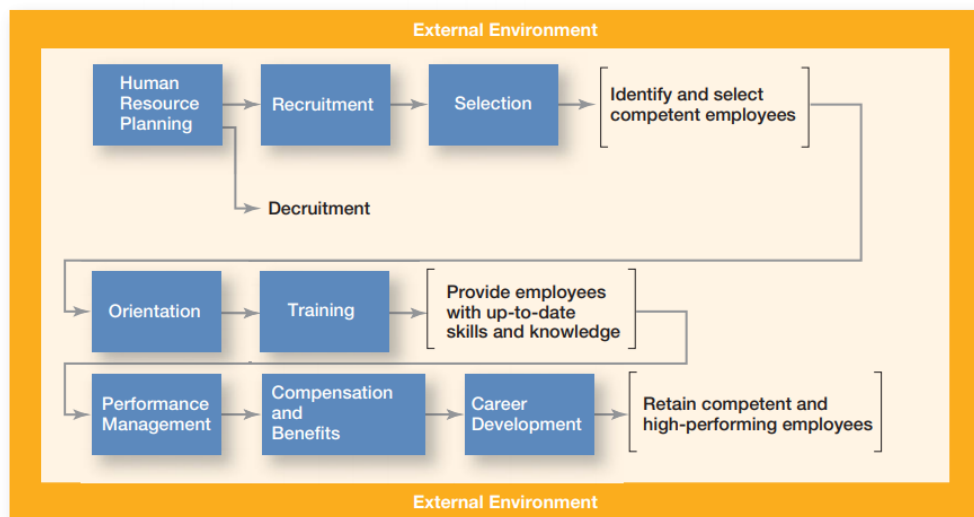 External Environment
Human
Resource
Planning
Recruitment
Selection
Identify and select
competent employees
Decruitment
Orientation
Training
Provide employees
with up-to-date
skills and knowledge
Performance
Management
Compensation
and
Benefits
Career
Development
Retain competent and
high-performing employees
External Environment